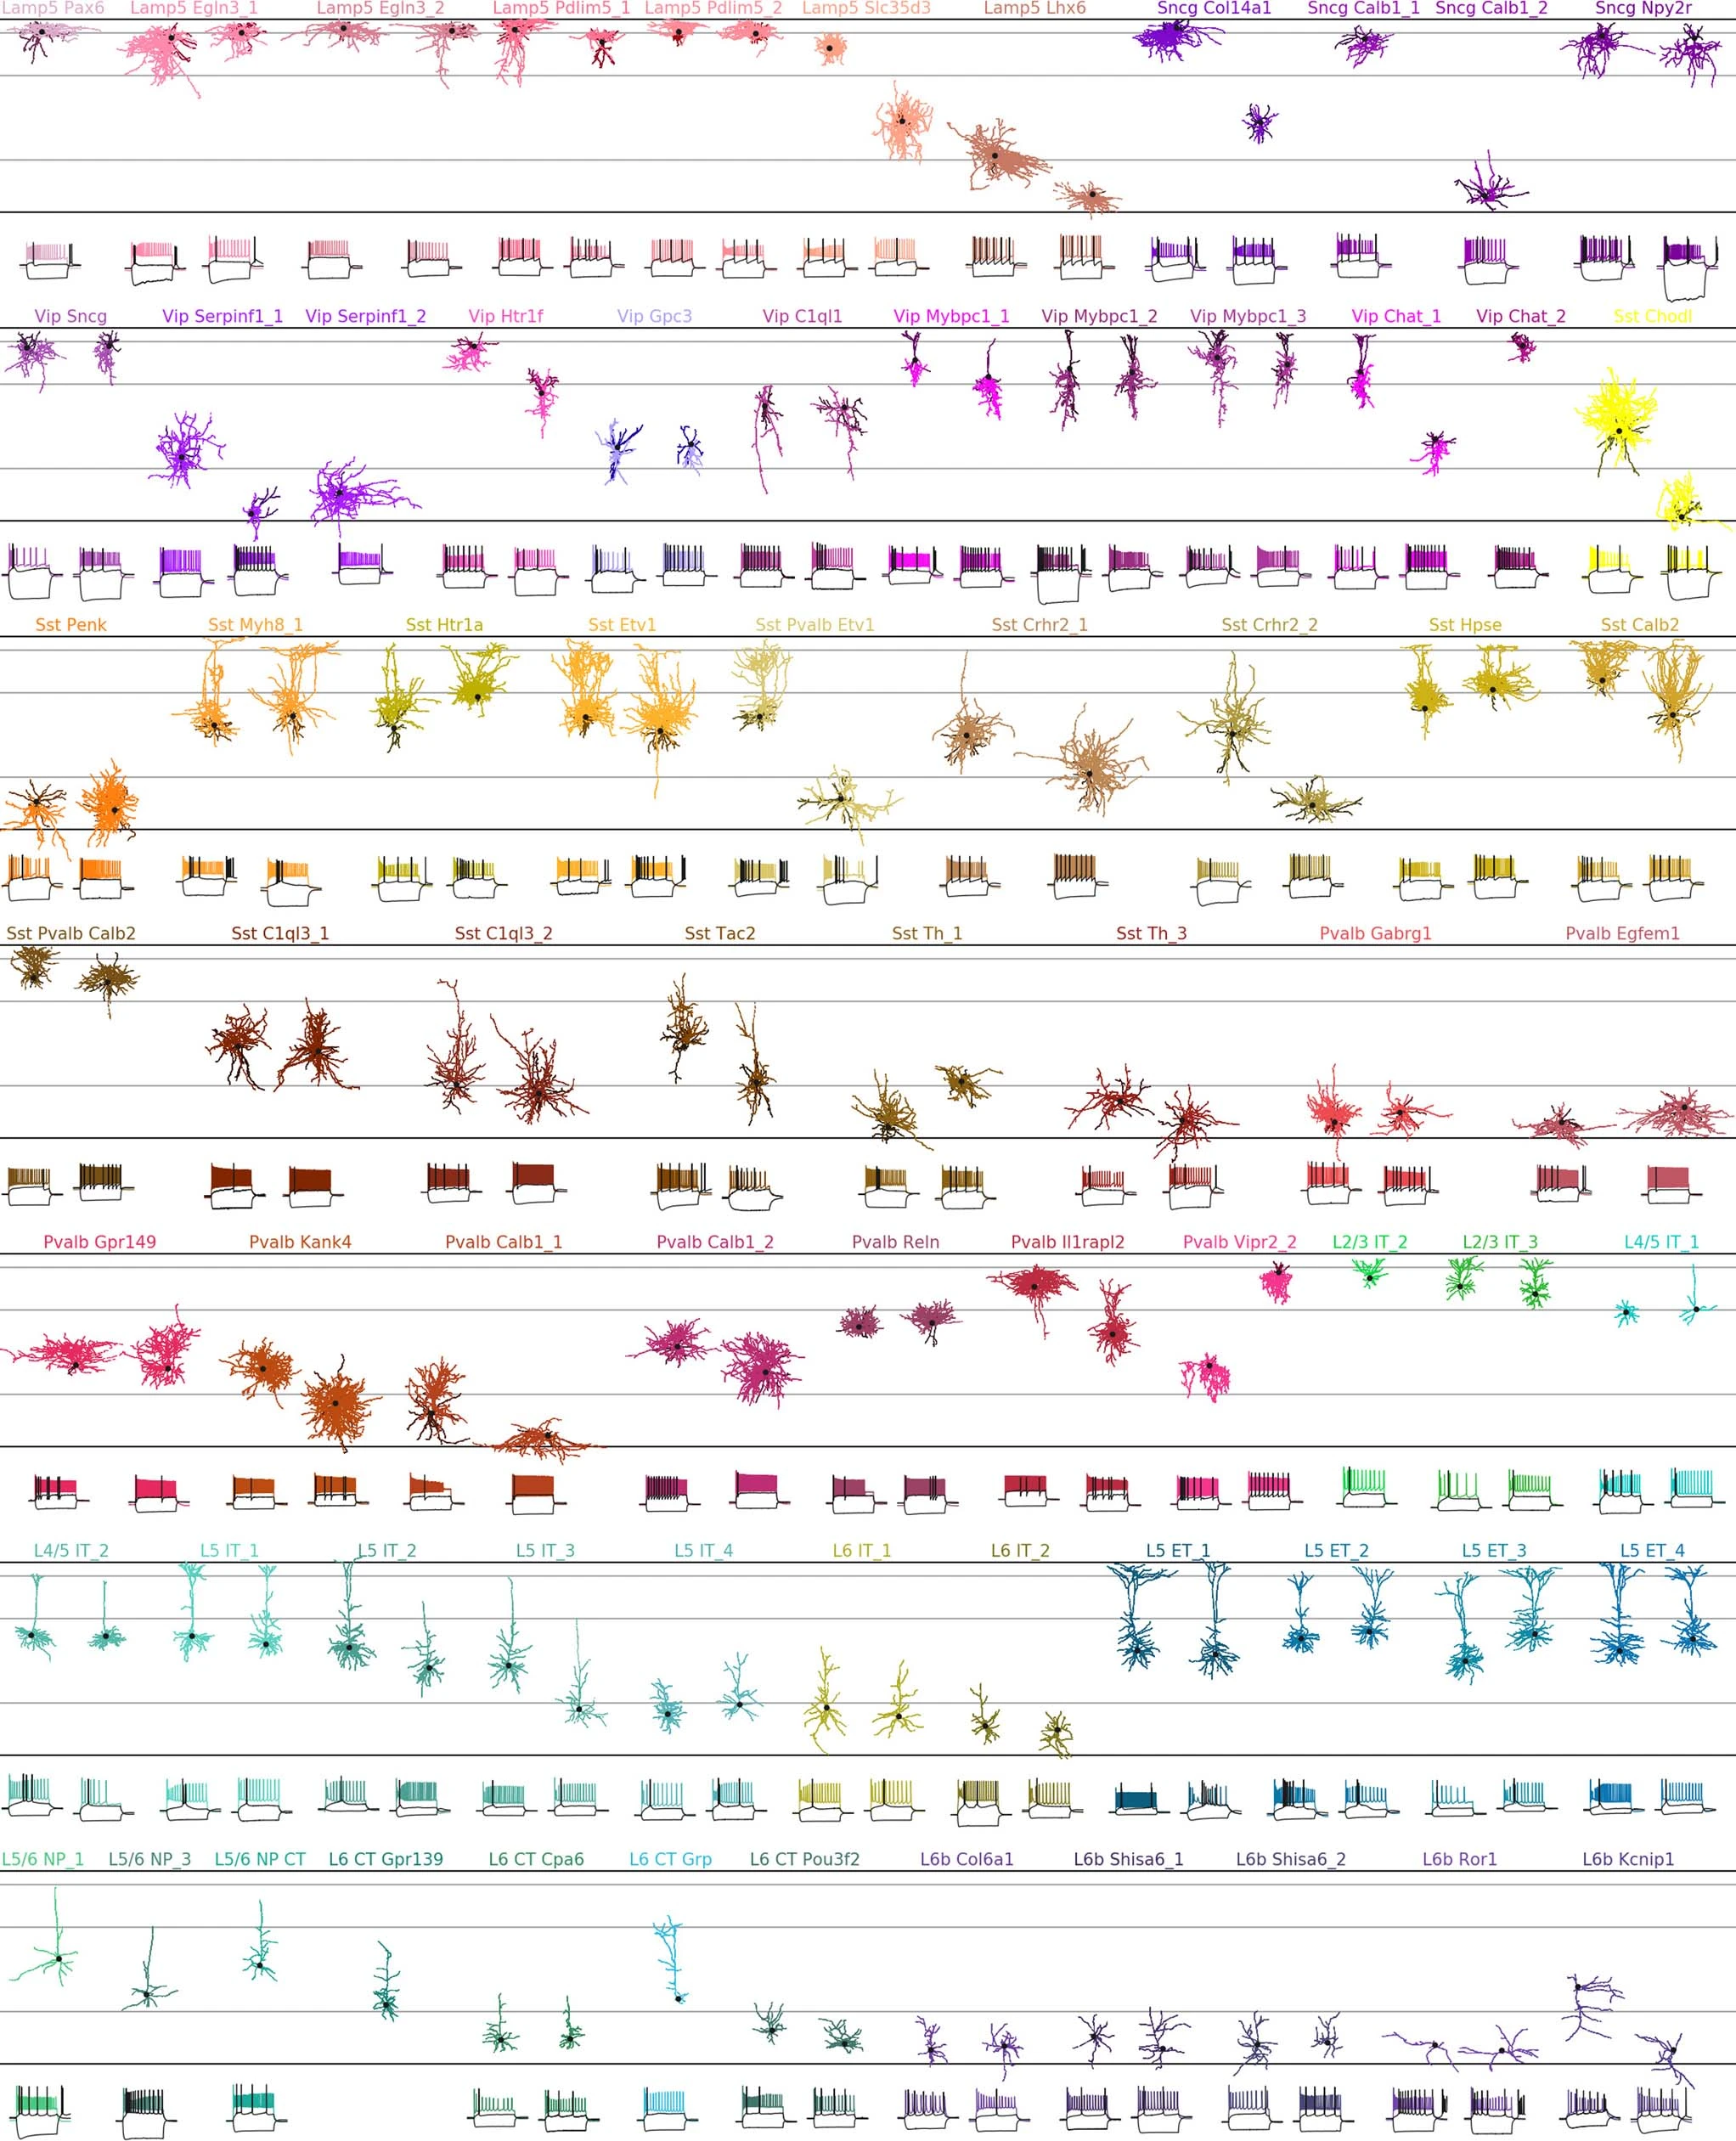 Lamp5 Pax6 Lamp5 Egln3_1 Lamp5 Egln3_2 Lamp5 Pdlim5_1 Lamp5 Pdlim5_2 Lamp5 Slc35d3 Lamp5 Lhx6 Sncg Col14a1 Sncg Calb1_1 Sncg Calb1_2 Sncg Npy2r
Vip Sncg Vip Serpinf1_1 Vip Serpinf1_2 Vip Htr1f Vip Gpc3 Vip C1ql1 Vip Mybpc1_1 Vip Mybpc1_2 Vip Mybpc1_3 Vip Chat_1 Vip Chat_2 Sst Chodl
Sst Penk Sst Myh8_1 Sst Htr1a Sst Etv1 Sst Pvalb Etv1 Sst Crhr2_1 Sst Crhr2_2 Sst Hpse Sst Calb2
Sst Pvalb Calb2 Sst C1ql3_1 Sst C1ql3_2 Sst Tac2 Sst Th_1 Sst Th_3 Pvalb Gabrg1 Pvalb Egfem1
Pvalb Gpr149 Pvalb Kank4 Pvalb Calb1_1 Pvalb Calb1_2 Pvalb Reln Pvalb Il1rapl2 Pvalb Vipr2_2 L2/3 IT_2 L2/3 IT_3 L4/5 IT_1
L4/5 IT_2 L5 IT_1 L5 IT_2 L5 IT_3 L5 IT_4 L6 IT_1 L6 IT_2 L5 ET_1 L5 ET_2 L5 ET_3 L5 ET_4
L5/6 NP_1 L5/6 NP_3 L5/6 NP CT L6 CT Gpr139 L6 CT Cpa6 L6 CT Grp L6 CT Pou3f2 L6b Col6a1 L6b Shisa6_1 L6b Shisa6_2 L6b Ror1 L6b Kcnip1